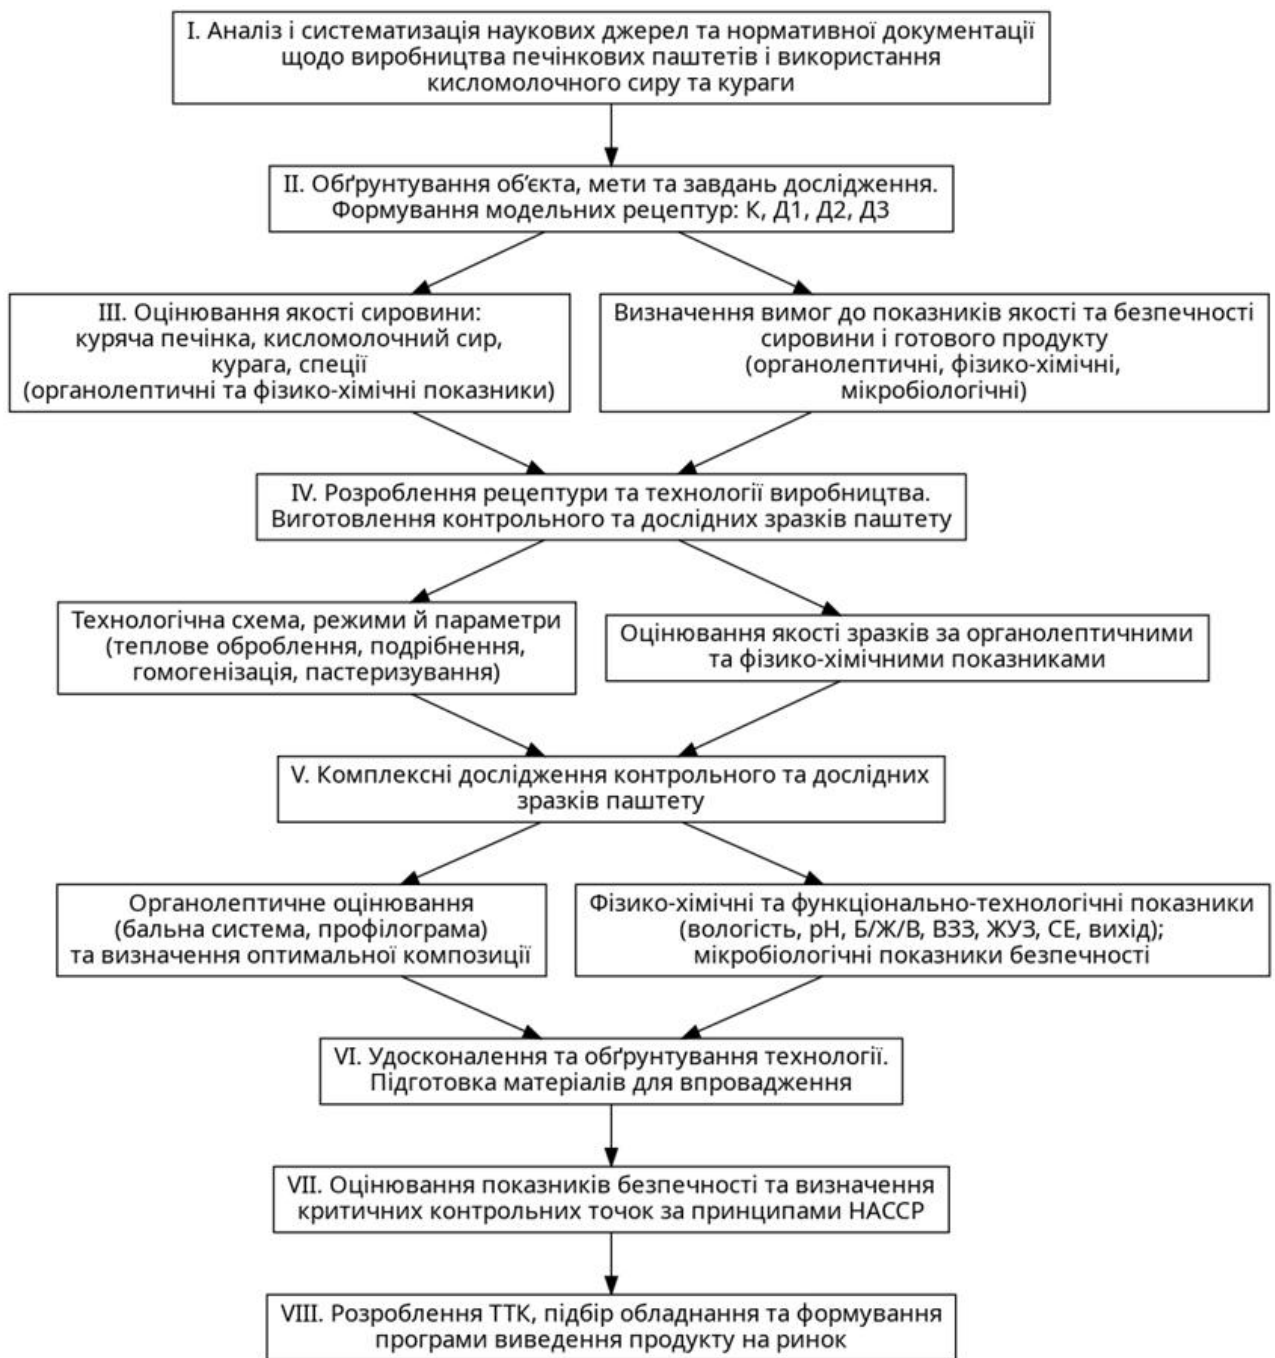 I. Аналіз і систематизація наукових джерел та нормативної документації
щодо виробництва печінкових паштетів і використання
кисломолочного сиру та кураги
II. Обґрунтування об’єкта, мети та завдань дослідження.
Формування модельних рецептур: К, Д1, Д2, Д3
III. Оцінювання якості сировини:
куряча печінка, кисломолочний сир,
курага, спеції
(органолептичні та фізико-хімічні показники)
Визначення вимог до показників якості та безпечності
сировини і готового продукту
(органолептичні, фізико-хімічні,
мікробіологічні)
IV. Розроблення рецептури та технології виробництва.
Виготовлення контрольного та дослідних зразків паштету
Технологічна схема, режими й параметри
(теплове оброблення, подрібнення,
гомогенізація, пастеризування)
Оцінювання якості зразків за органолептичними
та фізико-хімічними показниками
V. Комплексні дослідження контрольного та дослідних
зразків паштету
Органолептичне оцінювання
(бальна система, профілограма)
та визначення оптимальної композиції
Фізико-хімічні та функціонально-технологічні показники
(вологість, pH, Б/Ж/В, ВЗЗ, ЖУЗ, СЕ, вихід);
мікробіологічні показники безпечності
VI. Удосконалення та обґрунтування технології.
Підготовка матеріалів для впровадження
VII. Оцінювання показників безпечності та визначення
критичних контрольних точок за принципами HACCP
VIII. Розроблення ТТК, підбір обладнання та формування
програми виведення продукту на ринок